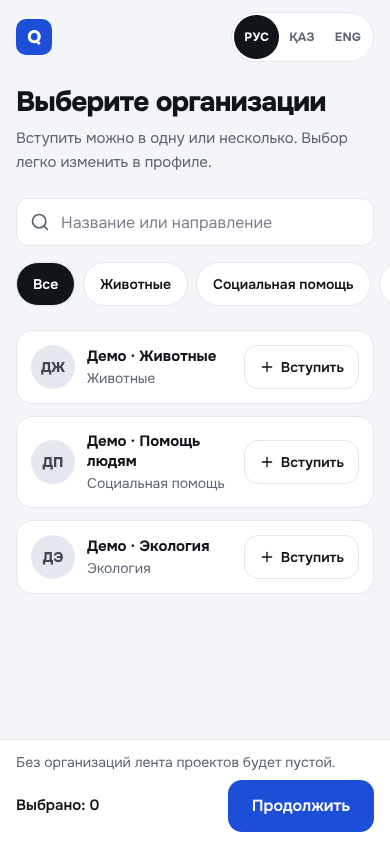 Q
РУС ҚАЗ ENG
Выберите организации
Вступить можно в одну или несколько. Выбор
легко изменить в профиле.
Название или направление
Все Животные Социальная помощь
ДЖ
Демо · Животные
Животные
+ Вступить
ДП
Демо · Помощь
людям
Социальная помощь
+ Вступить
ДЭ
Демо · Экология
Экология
+ Вступить
Без организаций лента проектов будет пустой.
Выбрано: 0
Продолжить